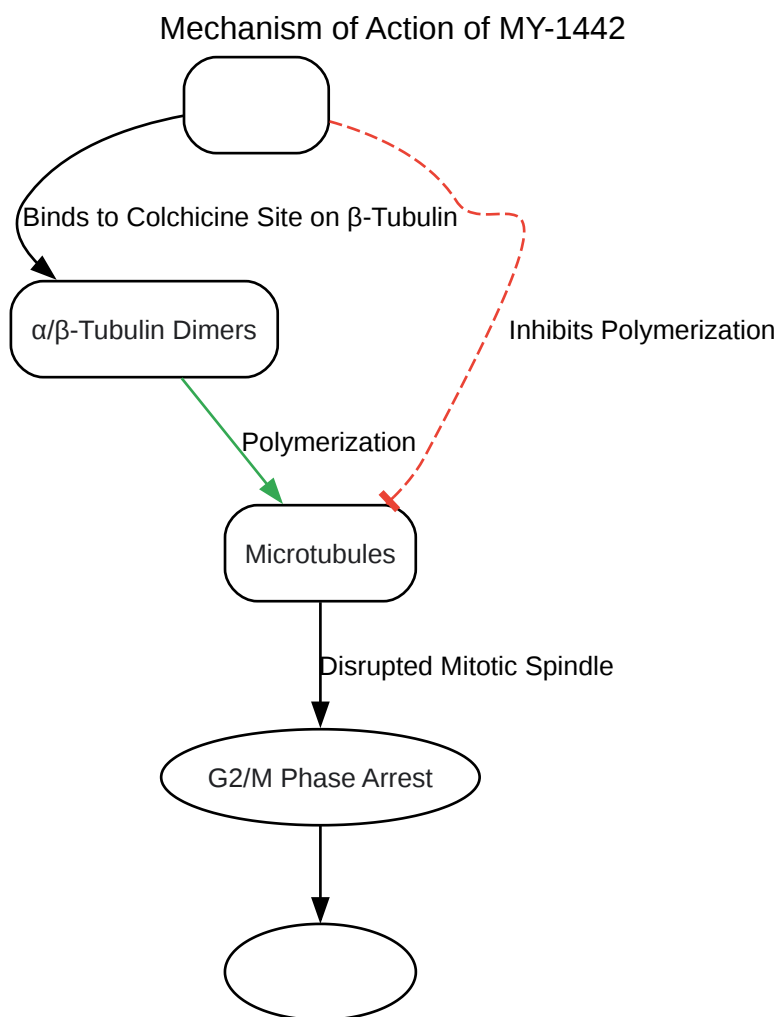 Mechanism of Action of MY-1442
Binds to Colchicine Site on β-Tubulin
α/β-Tubulin Dimers
Inhibits Polymerization
Polymerization
Microtubules
Disrupted Mitotic Spindle
G2/M Phase Arrest